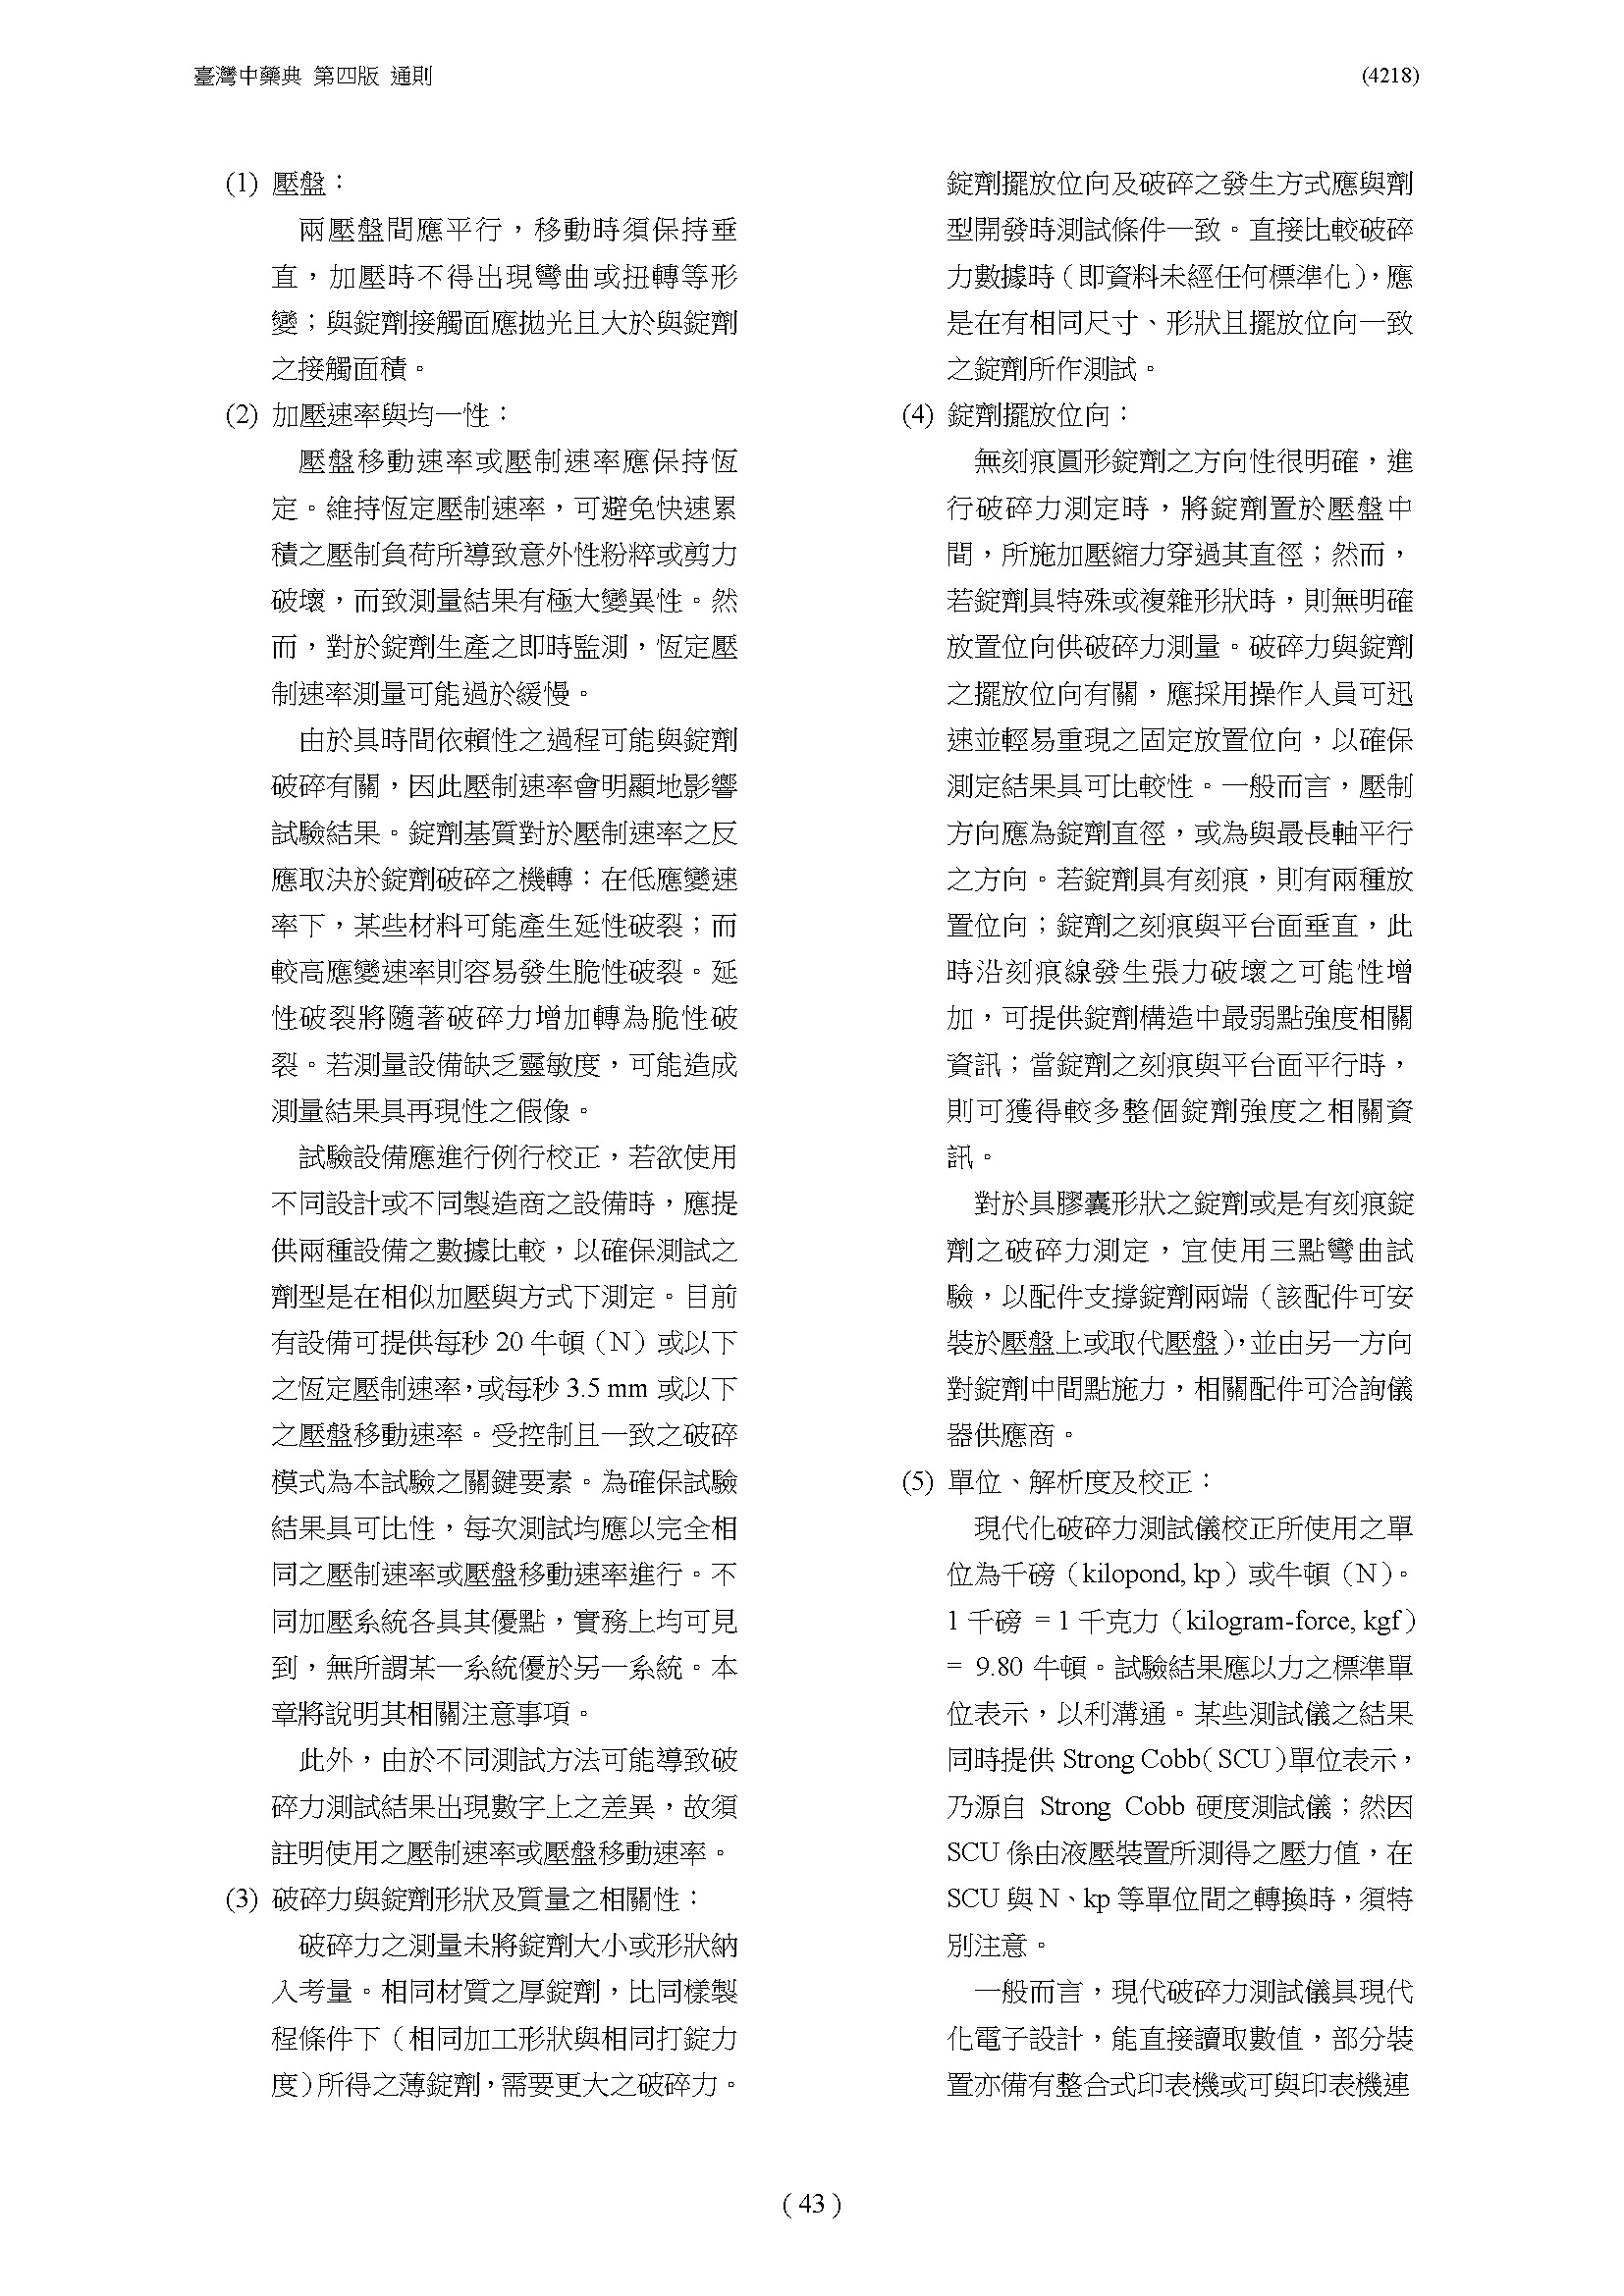 臺灣中藥典 第四版 通則
(4218)
(1) 壓盤：
兩壓盤間應平行，移動時須保持垂
直，加壓時不得出現彎曲或扭轉等形
變；與錠劑接觸面應拋光且大於與錠劑
之接觸面積。
(2) 加壓速率與均一性：
壓盤移動速率或壓制速率應保持恆
定。維持恆定壓制速率，可避免快速累
積之壓制負荷所導致意外性粉粹或剪力
破壞，而致測量結果有極大變異性。然
而，對於錠劑生產之即時監測，恆定壓
制速率測量可能過於緩慢。
由於具時間依賴性之過程可能與錠劑
破碎有關，因此壓制速率會明顯地影響
試驗結果。錠劑基質對於壓制速率之反
應取決於錠劑破碎之機轉：在低應變速
率下，某些材料可能產生延性破裂；而
較高應變速率則容易發生脆性破裂。延
性破裂將隨著破碎力增加轉為脆性破
裂。若測量設備缺乏靈敏度，可能造成
測量結果具再現性之假像。
試驗設備應進行例行校正，若欲使用
不同設計或不同製造商之設備時，應提
供兩種設備之數據比較，以確保測試之
劑型是在相似加壓與方式下測定。目前
有設備可提供每秒 20 牛頓（N）或以下
之恆定壓制速率，或每秒 3.5 mm 或以下
之壓盤移動速率。受控制且一致之破碎
模式為本試驗之關鍵要素。為確保試驗
結果具可比性，每次測試均應以完全相
同之壓制速率或壓盤移動速率進行。不
同加壓系統各具其優點，實務上均可見
到，無所謂某一系統優於另一系統。本
章將說明其相關注意事項。
此外，由於不同測試方法可能導致破
碎力測試結果出現數字上之差異，故須
註明使用之壓制速率或壓盤移動速率。
(3) 破碎力與錠劑形狀及質量之相關性：
破碎力之測量未將錠劑大小或形狀納
入考量。相同材質之厚錠劑，比同樣製
程條件下（相同加工形狀與相同打錠力
度）所得之薄錠劑，需要更大之破碎力。
錠劑擺放位向及破碎之發生方式應與劑
型開發時測試條件一致。直接比較破碎
力數據時（即資料未經任何標準化），應
是在有相同尺寸、形狀且擺放位向一致
之錠劑所作測試。
(4) 錠劑擺放位向：
無刻痕圓形錠劑之方向性很明確，進
行破碎力測定時，將錠劑置於壓盤中
間，所施加壓縮力穿過其直徑；然而，
若錠劑具特殊或複雜形狀時，則無明確
放置位向供破碎力測量。破碎力與錠劑
之擺放位向有關，應採用操作人員可迅
速並輕易重現之固定放置位向，以確保
測定結果具可比較性。一般而言，壓制
方向應為錠劑直徑，或為與最長軸平行
之方向。若錠劑具有刻痕，則有兩種放
置位向；錠劑之刻痕與平台面垂直，此
時沿刻痕線發生張力破壞之可能性增
加，可提供錠劑構造中最弱點強度相關
資訊；當錠劑之刻痕與平台面平行時，
則可獲得較多整個錠劑強度之相關資
訊。
對於具膠囊形狀之錠劑或是有刻痕錠
劑之破碎力測定，宜使用三點彎曲試
驗，以配件支撐錠劑兩端（該配件可安
裝於壓盤上或取代壓盤），並由另一方向
對錠劑中間點施力，相關配件可洽詢儀
器供應商。
(5) 單位、解析度及校正：
現代化破碎力測試儀校正所使用之單
位為千磅（kilopond, kp）或牛頓（N）。
1 千磅 = 1 千克力（kilogram-force, kgf）
= 9.80 牛頓。試驗結果應以力之標準單
位表示，以利溝通。某些測試儀之結果
同時提供 Strong Cobb（SCU）單位表示，
乃源自 Strong Cobb 硬度測試儀；然因
SCU 係由液壓裝置所測得之壓力值，在
SCU 與 N、kp 等單位間之轉換時，須特
別注意。
一般而言，現代破碎力測試儀具現代
化電子設計，能直接讀取數值，部分裝
置亦備有整合式印表機或可與印表機連
( 43 )